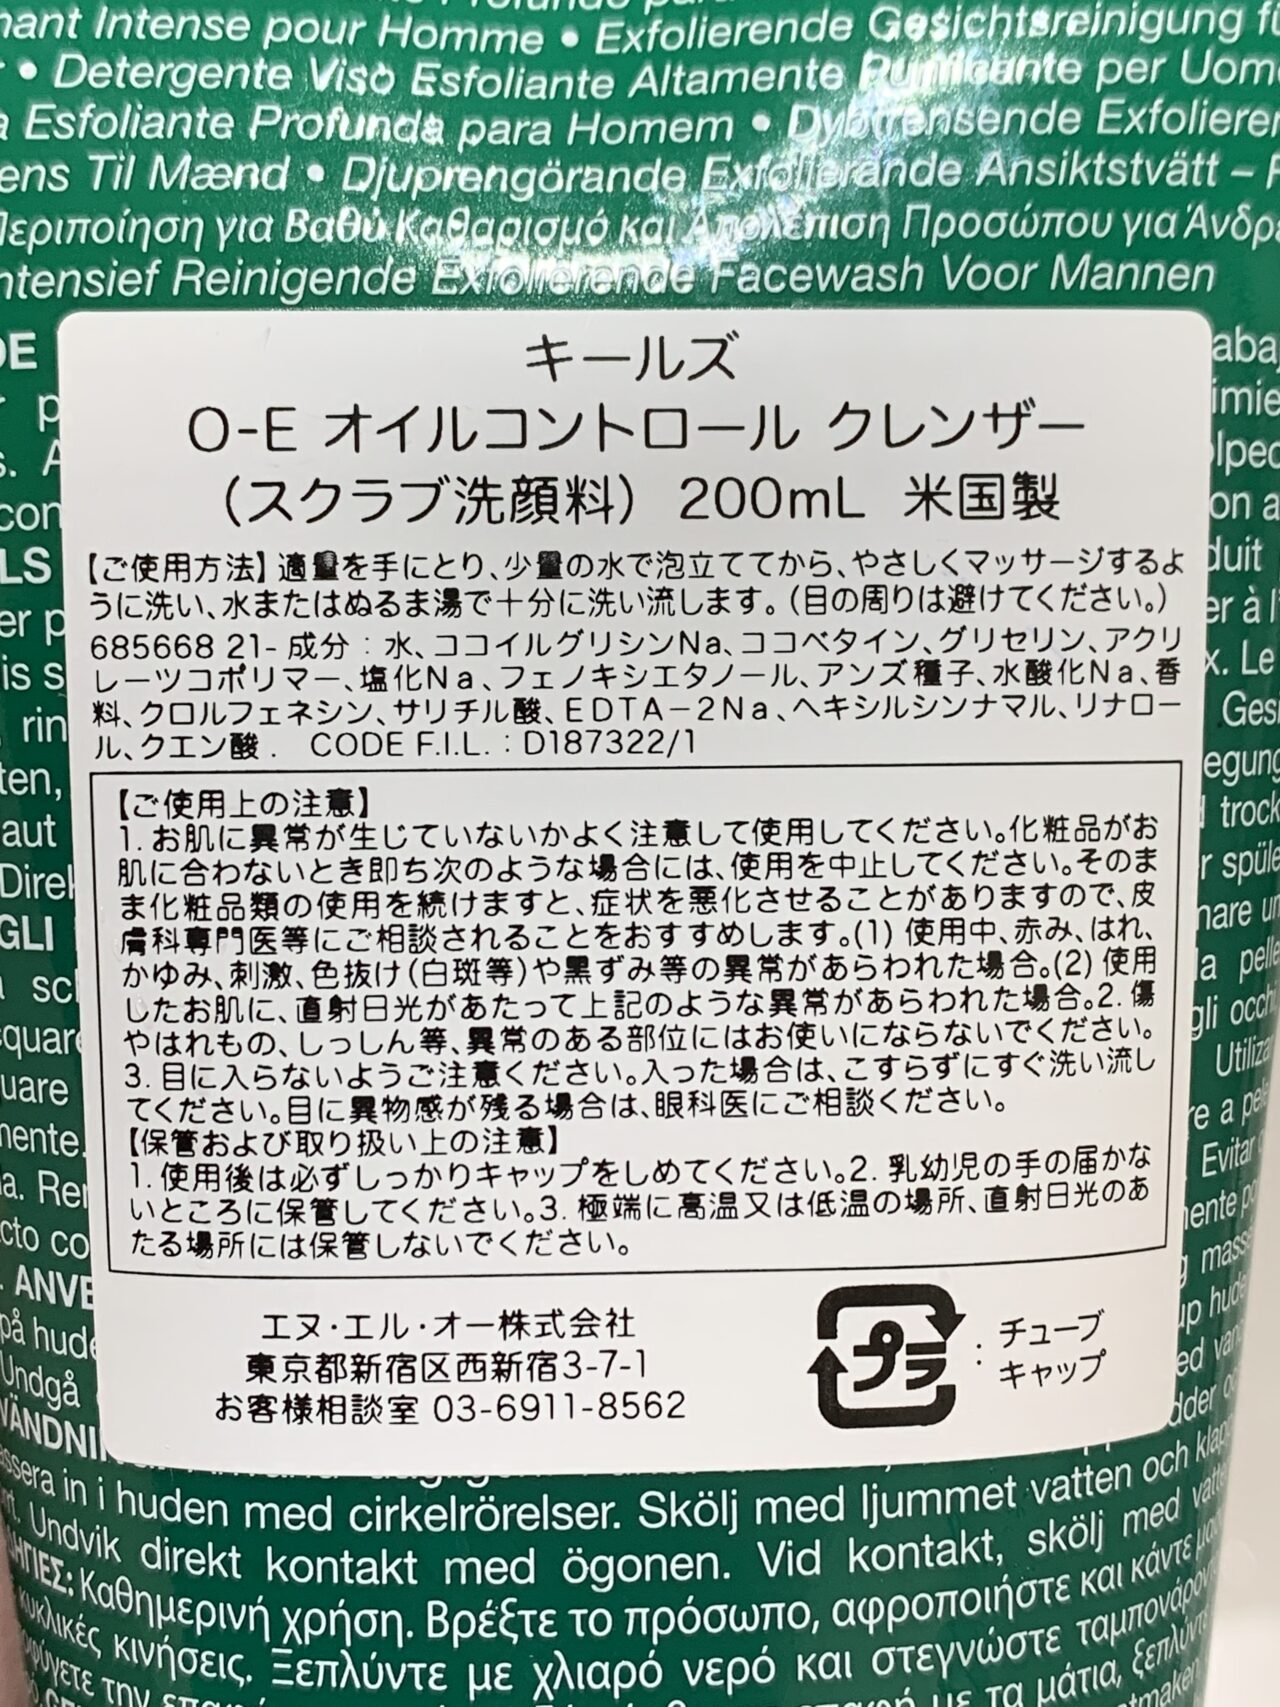 nant Intense pour Homme • Exfolierende Gesichtsreinigung
• Detergente Viso Esfoliante Altamente Purificante per
Esfoliante Profunda para Homem • Dybtrensende
Til Mænd • Djuprengörande Exfolierande Ansiktstvätt –
Περιποίηση για Βαθύ Καθαρισμό και Απολέπιση Προσώπου για
Reinigende Exfoliërende Facewash Voor Mannen
キールズ
O-E オイルコントロール クレンザー
(スクラブ洗顔料) 200mL 米国製
【ご使用方法】適量を手にとり、少量の水で泡立ててから、やさしくマッサージするよ
うに洗い、水またはぬるま湯で十分に洗い流します。(目の周りは避けてください。)
685668 21- 成分：水、ココイルグリシンNa、ココベタイン、グリセリン、アクリ
レーツコポリマー、塩化Na、フェノキシエタノール、アンズ種子、水酸化Na、香
料、クロルフェネシン、サリチル酸、EDTA－2Na、ヘキシルシンナマル、リナロー
ル、クエン酸． CODE F.I.L.：D187322/1
【ご使用上の注意】
1. お肌に異常が生じていないかよく注意して使用してください。化粧品がお
肌に合わないとき即ち次のような場合には、使用を中止してください。そのま
ま化粧品類の使用を続けますと、症状を悪化させることがありますので、皮
膚科専門医等にご相談されることをおすすめします。(1) 使用中、赤み、はれ、
かゆみ、刺激、色抜け(白斑等)や黒ずみ等の異常があらわれた場合。(2) 使用
したお肌に、直射日光があたって上記のような異常があらわれた場合。2. 傷
やはれもの、しっしん等、異常のある部位にはお使いにならないでください。
3. 目に入らないようご注意ください。入った場合は、こすらずにすぐ洗い流し
てください。目に異物感が残る場合は、眼科医にご相談ください。
【保管および取り扱い上の注意】
1. 使用後は必ずしっかりキャップをしめてください。2. 乳幼児の手の届かな
いところに保管してください。3. 極端に高温又は低温の場所、直射日光のあ
たる場所には保管しないでください。
エヌ・エル・オー株式会社
東京都新宿区西新宿3-7-1
お客様相談室 03-6911-8562
プラ : チューブ
キャップ
i huden med cirkelrörelser. Skölj med ljummet vatten och
Undvik direkt kontakt med ögonen. Vid kontakt, skölj med
Καθημερινή χρήση. Βρέξτε το πρόσωπο, αφροποιήστε και κάντε
κυκλικές κινήσεις. Ξεπλύντε με χλιαρό νερό και στεγνώστε
με τα μάτια,